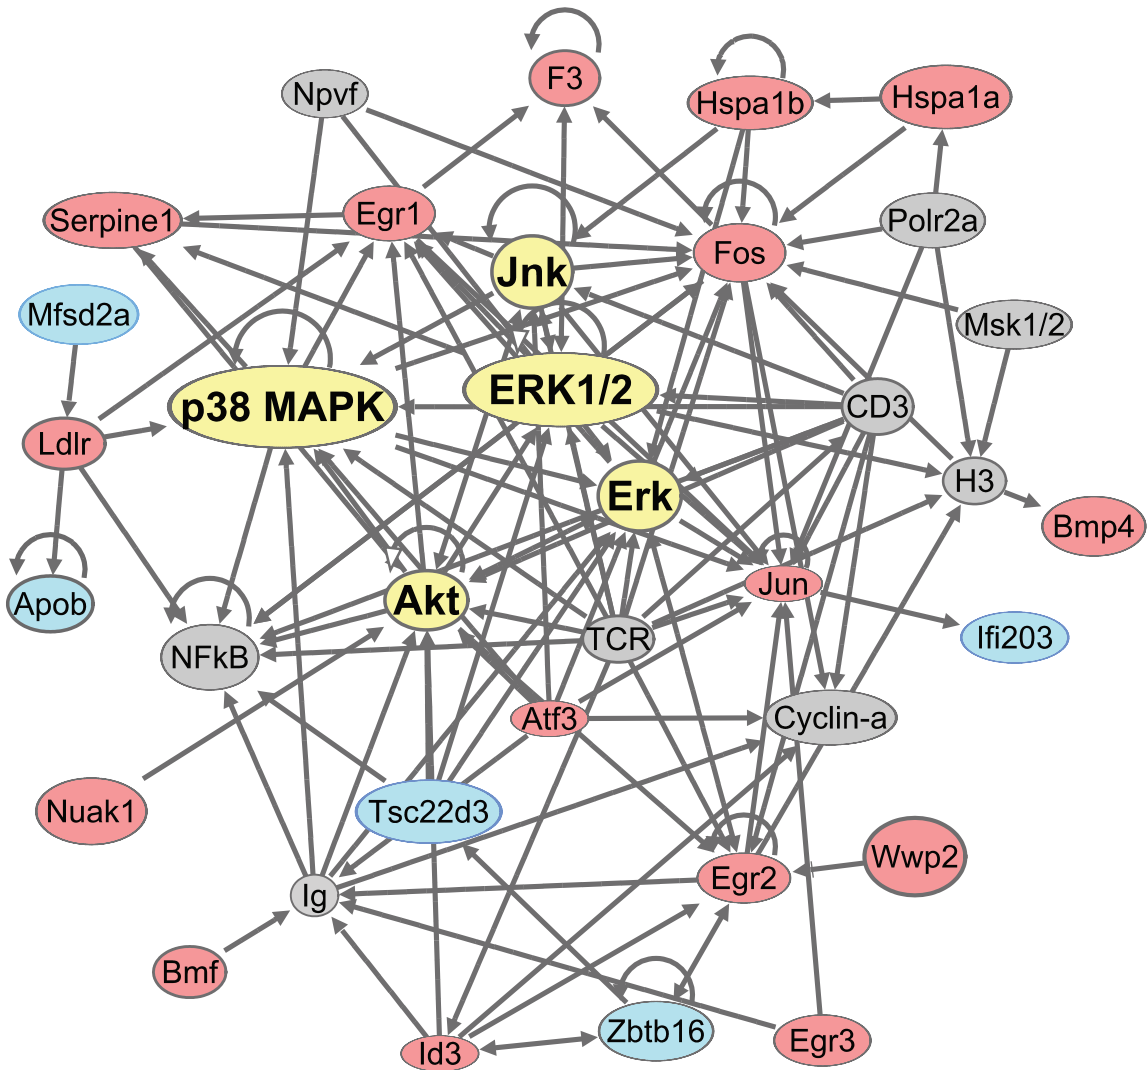 F3
Npvf
Hspa1b
Hspa1a
Serpine1
Egr1
Polr2a
Fos
Jnk
Mfsd2a
Msk1/2
ERK1/2
p38 MAPK
CD3
Ldlr
H3
Erk
Bmp4
Jun
Apob
Akt
TCR
Ifi203
NFkB
Atf3
Cyclin-a
Nuak1
Tsc22d3
Wwp2
Egr2
Ig
Bmf
Zbtb16
Egr3
Id3